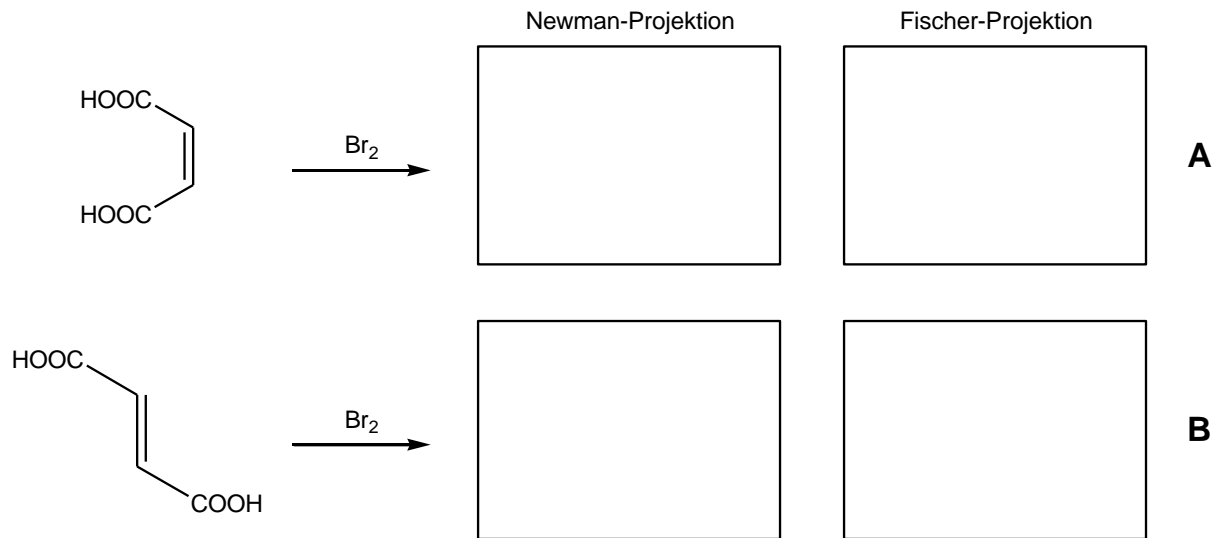 Newman-Projektion Fischer-Projektion
HOOC
Br2
A
HOOC
HOOC
Br2
B
COOH